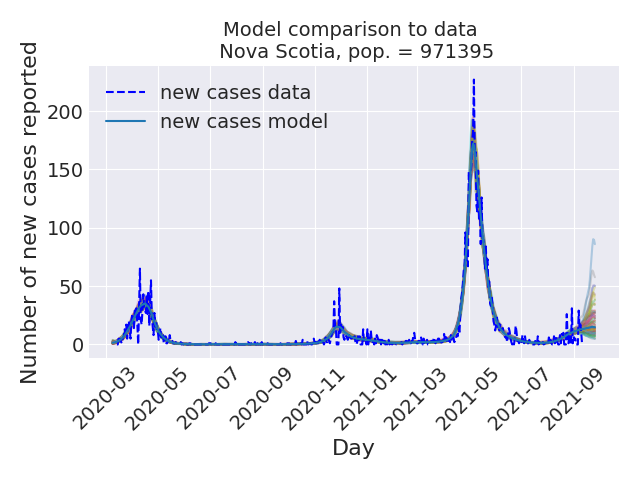 Model comparison to data
Nova Scotia, pop. = 971395
Number of new cases reported
200
150
100
50
0
new cases data
new cases model
2020-03
2020-05
2020-07
2020-09
2020-11
2021-01
2021-03
2021-05
2021-07
2021-09
Day